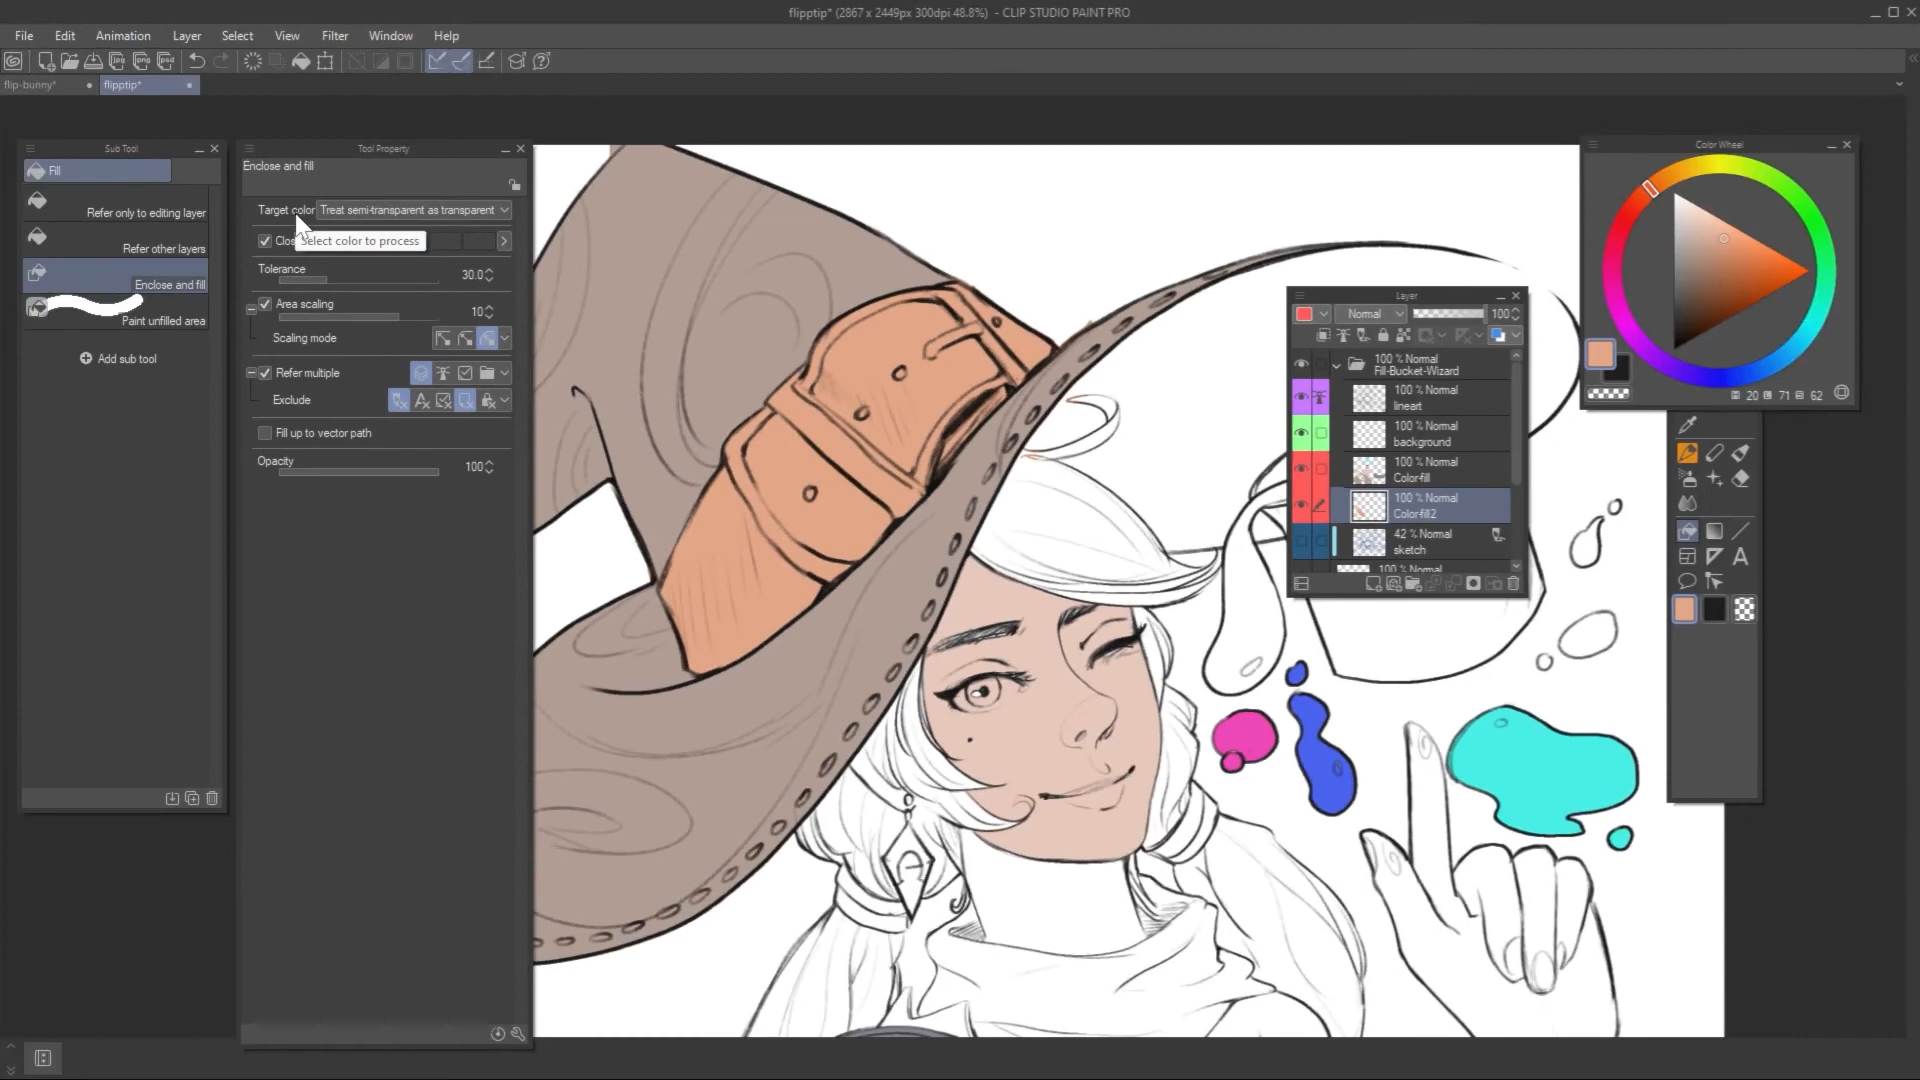 flipptip* (2867 x 2449px 300dpi 48.8%) - CLIP STUDIO PAINT PRO
File Edit Animation Layer Select View Filter Window Help
flip-bunny* flipptip*
Sub Tool
Fill
Refer only to editing layer
Refer other layers
Enclose and fill
Paint unfilled area
Add sub tool
Tool Property
Enclose and fill
Target color Treat semi-transparent as transparent
Clos
Select color to process
Tolerance 30.0
Area scaling 10
Scaling mode
Refer multiple
Exclude
Fill up to vector path
Opacity 100
Layer
Normal 100
100 % Normal
Fill-Bucket-Wizard
100 % Normal
lineart
100 % Normal
background
100 % Normal
Color-fill
100 % Normal
Color-fill2
42 % Normal
sketch
100 % Normal
Color Wheel
H 20 L 71 S 62
A